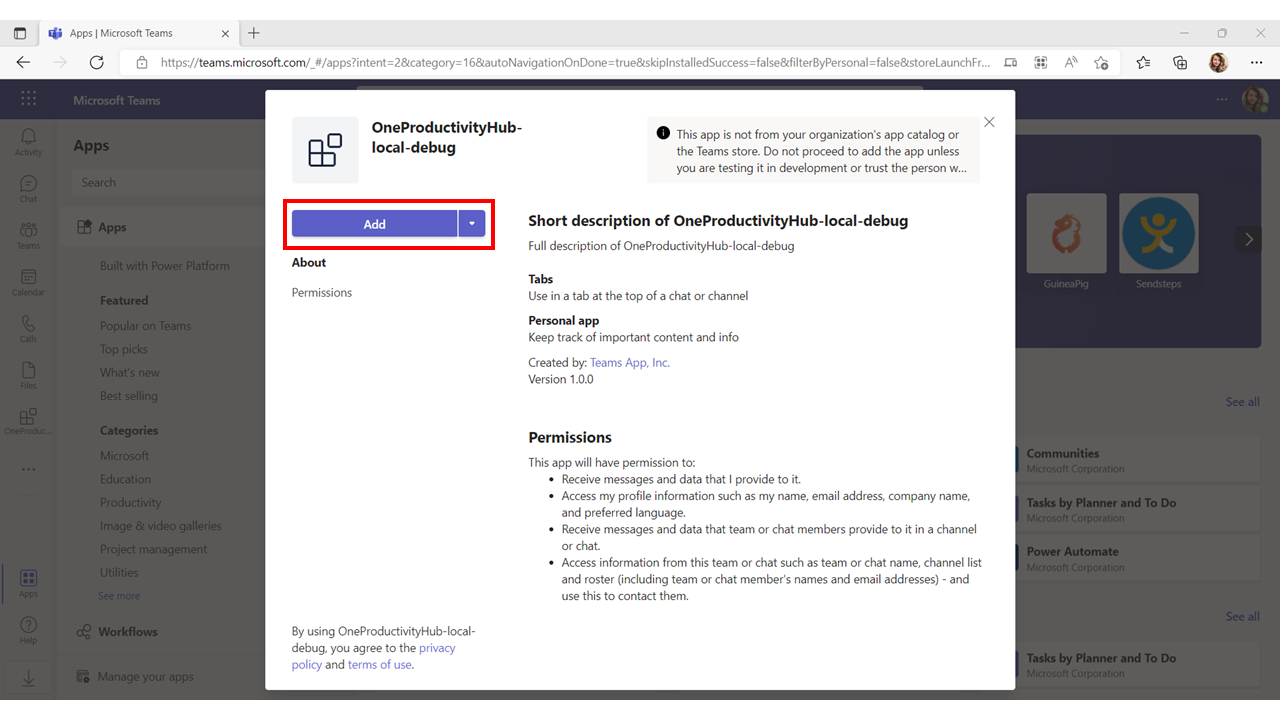 Apps | Microsoft Teams
https://teams.microsoft.com/_#/apps?intent=2&category=16&autoNavigationOnDone=true&skipInstalledSuccess=false&filterByPersonal=false&storeLaunchFr...
Microsoft Teams
Activity
Chat
Teams
Calendar
Calls
Files
OneProduc...
Apps
Help
Apps
Search
Apps
Built with Power Platform
Featured
Popular on Teams
Top picks
What's new
Best selling
Categories
Microsoft
Education
Productivity
Image & video galleries
Project management
Utilities
See more
Workflows
Manage your apps
OneProductivityHub-
local-debug
This app is not from your organization's app catalog or
the Teams store. Do not proceed to add the app unless
you are testing it in development or trust the person w...
Add
About
Permissions
Short description of OneProductivityHub-local-debug
Full description of OneProductivityHub-local-debug
Tabs
Use in a tab at the top of a chat or channel
Personal app
Keep track of important content and info
Created by: Teams App, Inc.
Version 1.0.0
Permissions
This app will have permission to:
• Receive messages and data that I provide to it.
• Access my profile information such as my name, email address, company name,
and preferred language.
• Receive messages and data that team or chat members provide to it in a channel
or chat.
• Access information from this team or chat such as team or chat name, channel list
and roster (including team or chat member's names and email addresses) - and
use this to contact them.
By using OneProductivityHub-local-
debug, you agree to the privacy
policy and terms of use.
GuineaPig
Sendsteps
See all
Communities
Microsoft Corporation
Tasks by Planner and To Do
Microsoft Corporation
Power Automate
Microsoft Corporation
See all
Tasks by Planner and To Do
Microsoft Corporation